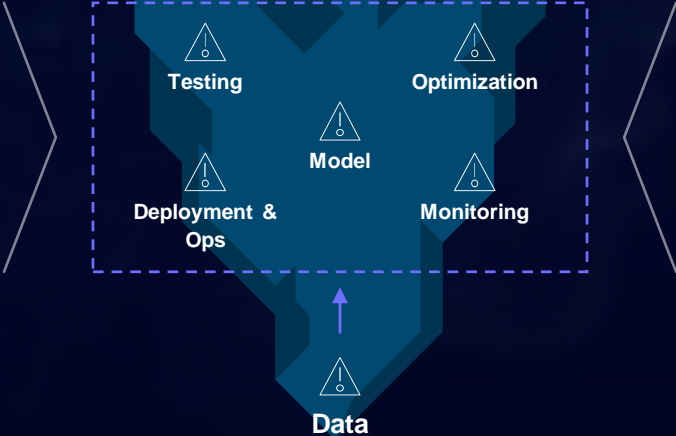 Testing
Optimization
Model
Deployment &
Ops
Monitoring
Data